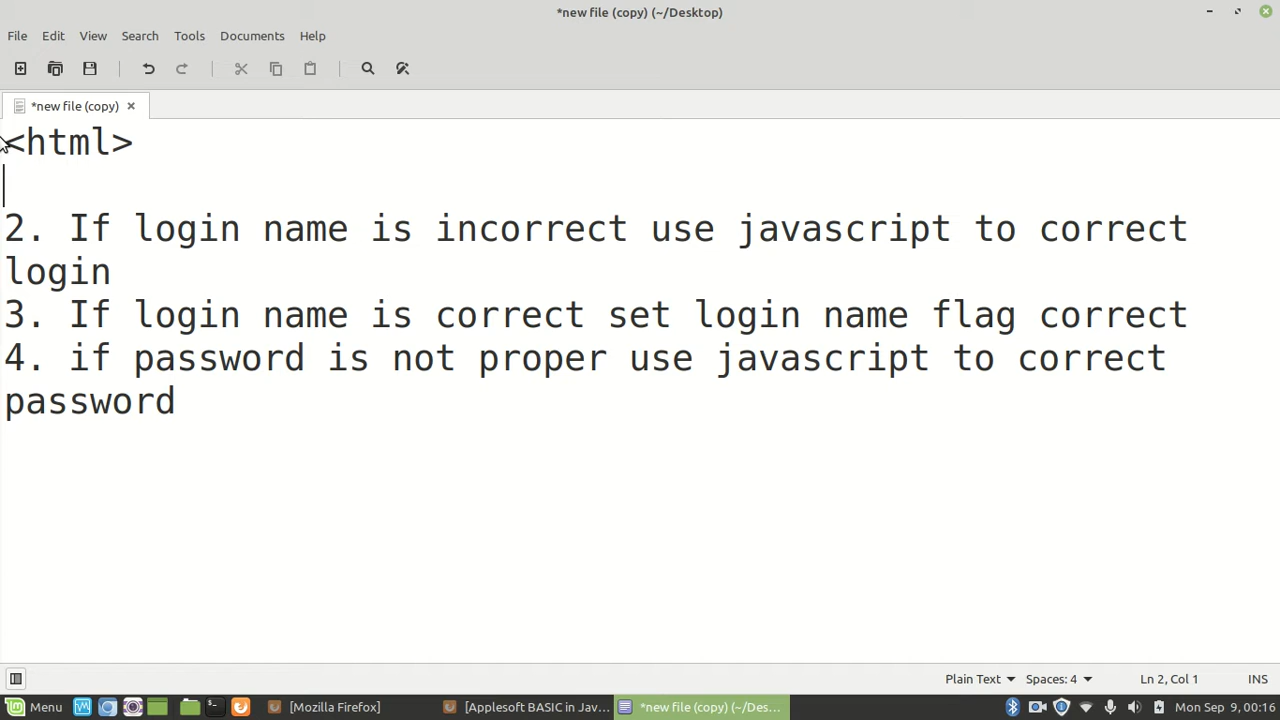 *new file (copy) (~/Desktop)
File Edit View Search Tools Documents Help
*new file (copy)
<html>
2. If login name is incorrect use javascript to correct
login
3. If login name is correct set login name flag correct
4. if password is not proper use javascript to correct
password
Plain Text Spaces: 4 Ln 2, Col 1 INS
Menu [Mozilla Firefox] [Applesoft BASIC in Jav... *new file (copy) (~/Des... Mon Sep 9, 00:16